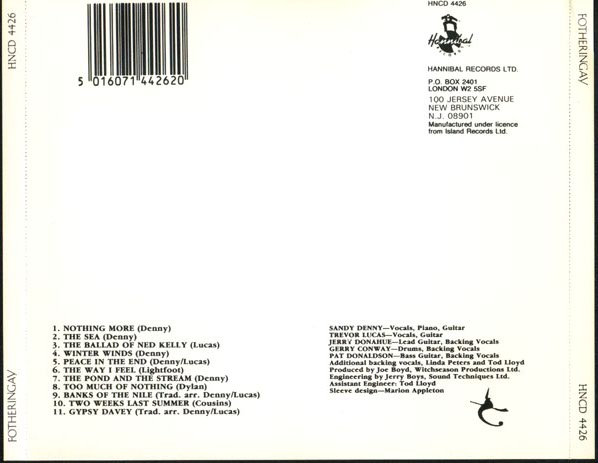 HNCD 4426
FOTHERINGAY
5 016071 442620
HNCD 4426
Hannibal
HANNIBAL RECORDS LTD.
P.O. BOX 2401
LONDON W2 5SF
100 JERSEY AVENUE
NEW BRUNSWICK
N.J. 08901
Manufactured under licence
from Island Records Ltd.
1. NOTHING MORE (Denny)
2. THE SEA (Denny)
3. THE BALLAD OF NED KELLY (Lucas)
4. WINTER WINDS (Denny)
5. PEACE IN THE END (Denny/Lucas)
6. THE WAY I FEEL (Lightfoot)
7. THE POND AND THE STREAM (Denny)
8. TOO MUCH OF NOTHING (Dylan)
9. BANKS OF THE NILE (Trad. arr. Denny/Lucas)
10. TWO WEEKS LAST SUMMER (Cousins)
11. GYPSY DAVEY (Trad. arr. Denny/Lucas)
SANDY DENNY—Vocals, Piano, Guitar
TREVOR LUCAS—Vocals, Guitar
JERRY DONAHUE—Lead Guitar, Backing Vocals
GERRY CONWAY—Drums, Backing Vocals
PAT DONALDSON—Bass Guitar, Backing Vocals
Additional backing vocals, Linda Peters and Tod Lloyd
Produced by Joe Boyd, Witchseason Productions Ltd.
Engineering by Jerry Boys, Sound Techniques Ltd.
Assistant Engineer: Tod Lloyd
Sleeve design—Marion Appleton
FOTHERINGAY
HNCD 4426